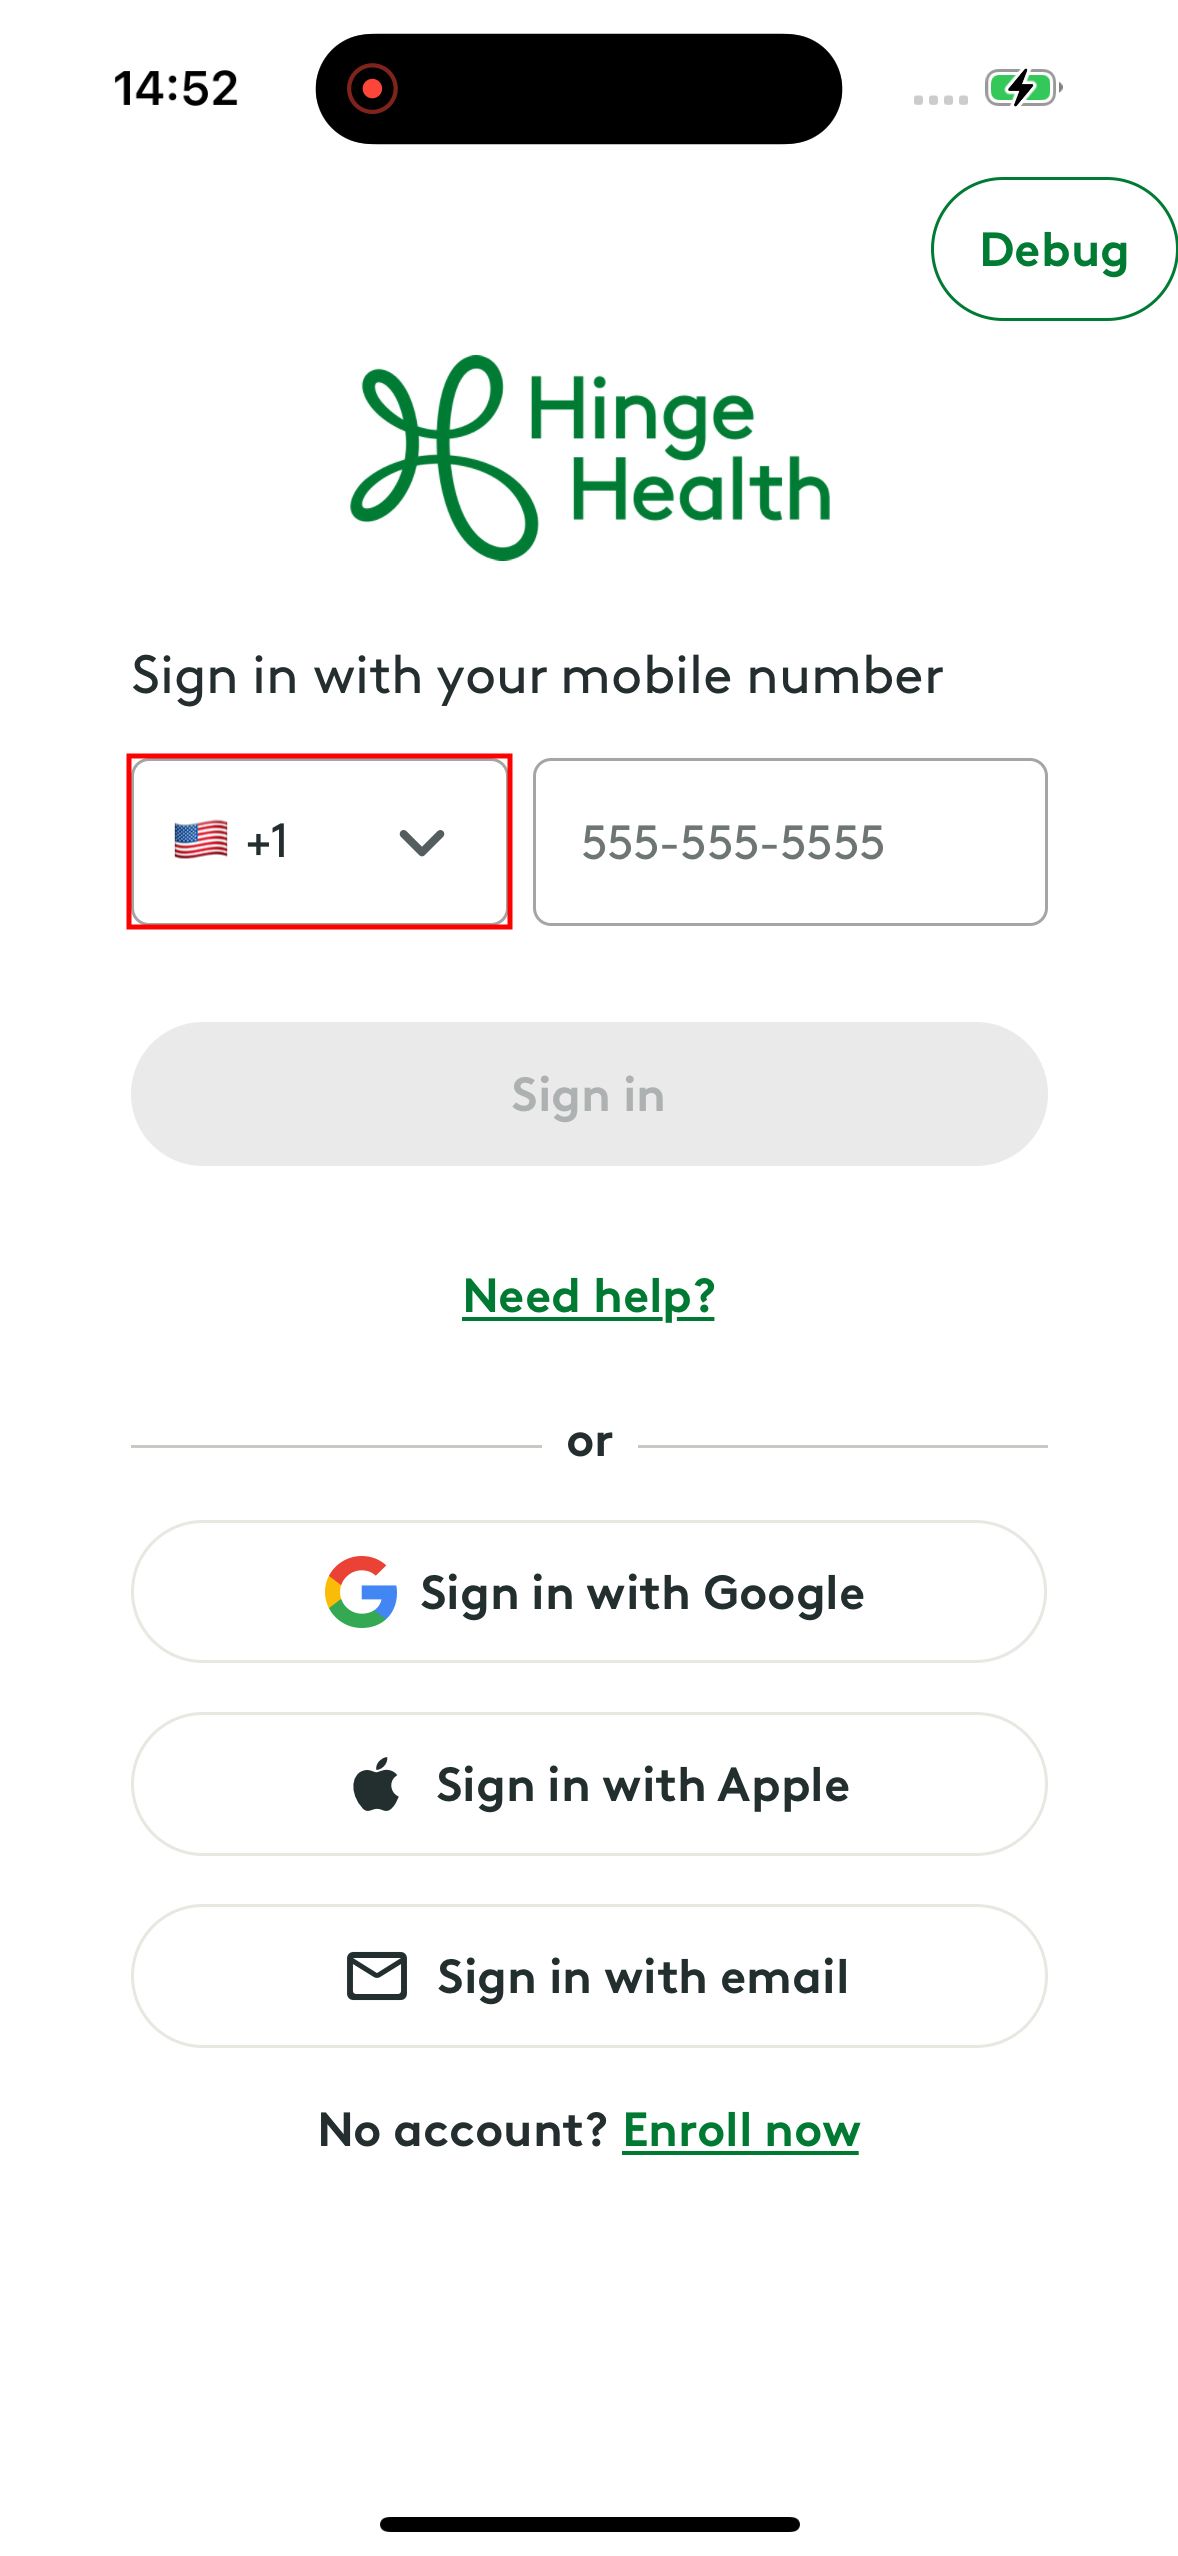 14:52
Debug
Hinge
Health
Sign in with your mobile number
+1
555-555-5555
Sign in
Need help?
or
Sign in with Google
Sign in with Apple
Sign in with email
No account? Enroll now